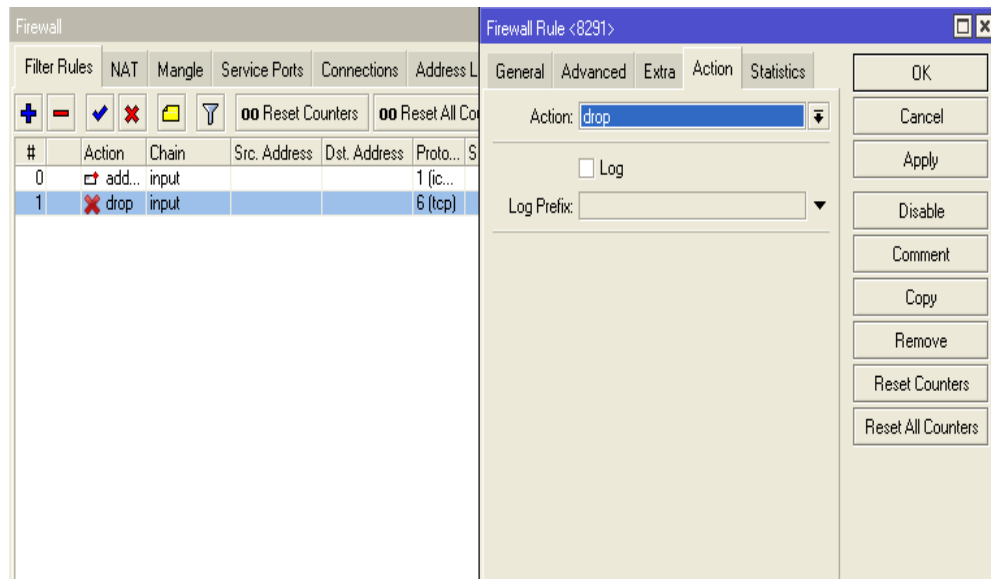 Firewall
Filter Rules NAT Mangle Service Ports Connections Address L
00 Reset Counters 00 Reset All Cou
# Action Chain Src. Address Dst. Address Proto... S
0 add... input 1 (ic...
1 drop input 6 (tcp)
Firewall Rule <8291>
General Advanced Extra Action Statistics
Action: drop
Log
Log Prefix:
OK
Cancel
Apply
Disable
Comment
Copy
Remove
Reset Counters
Reset All Counters